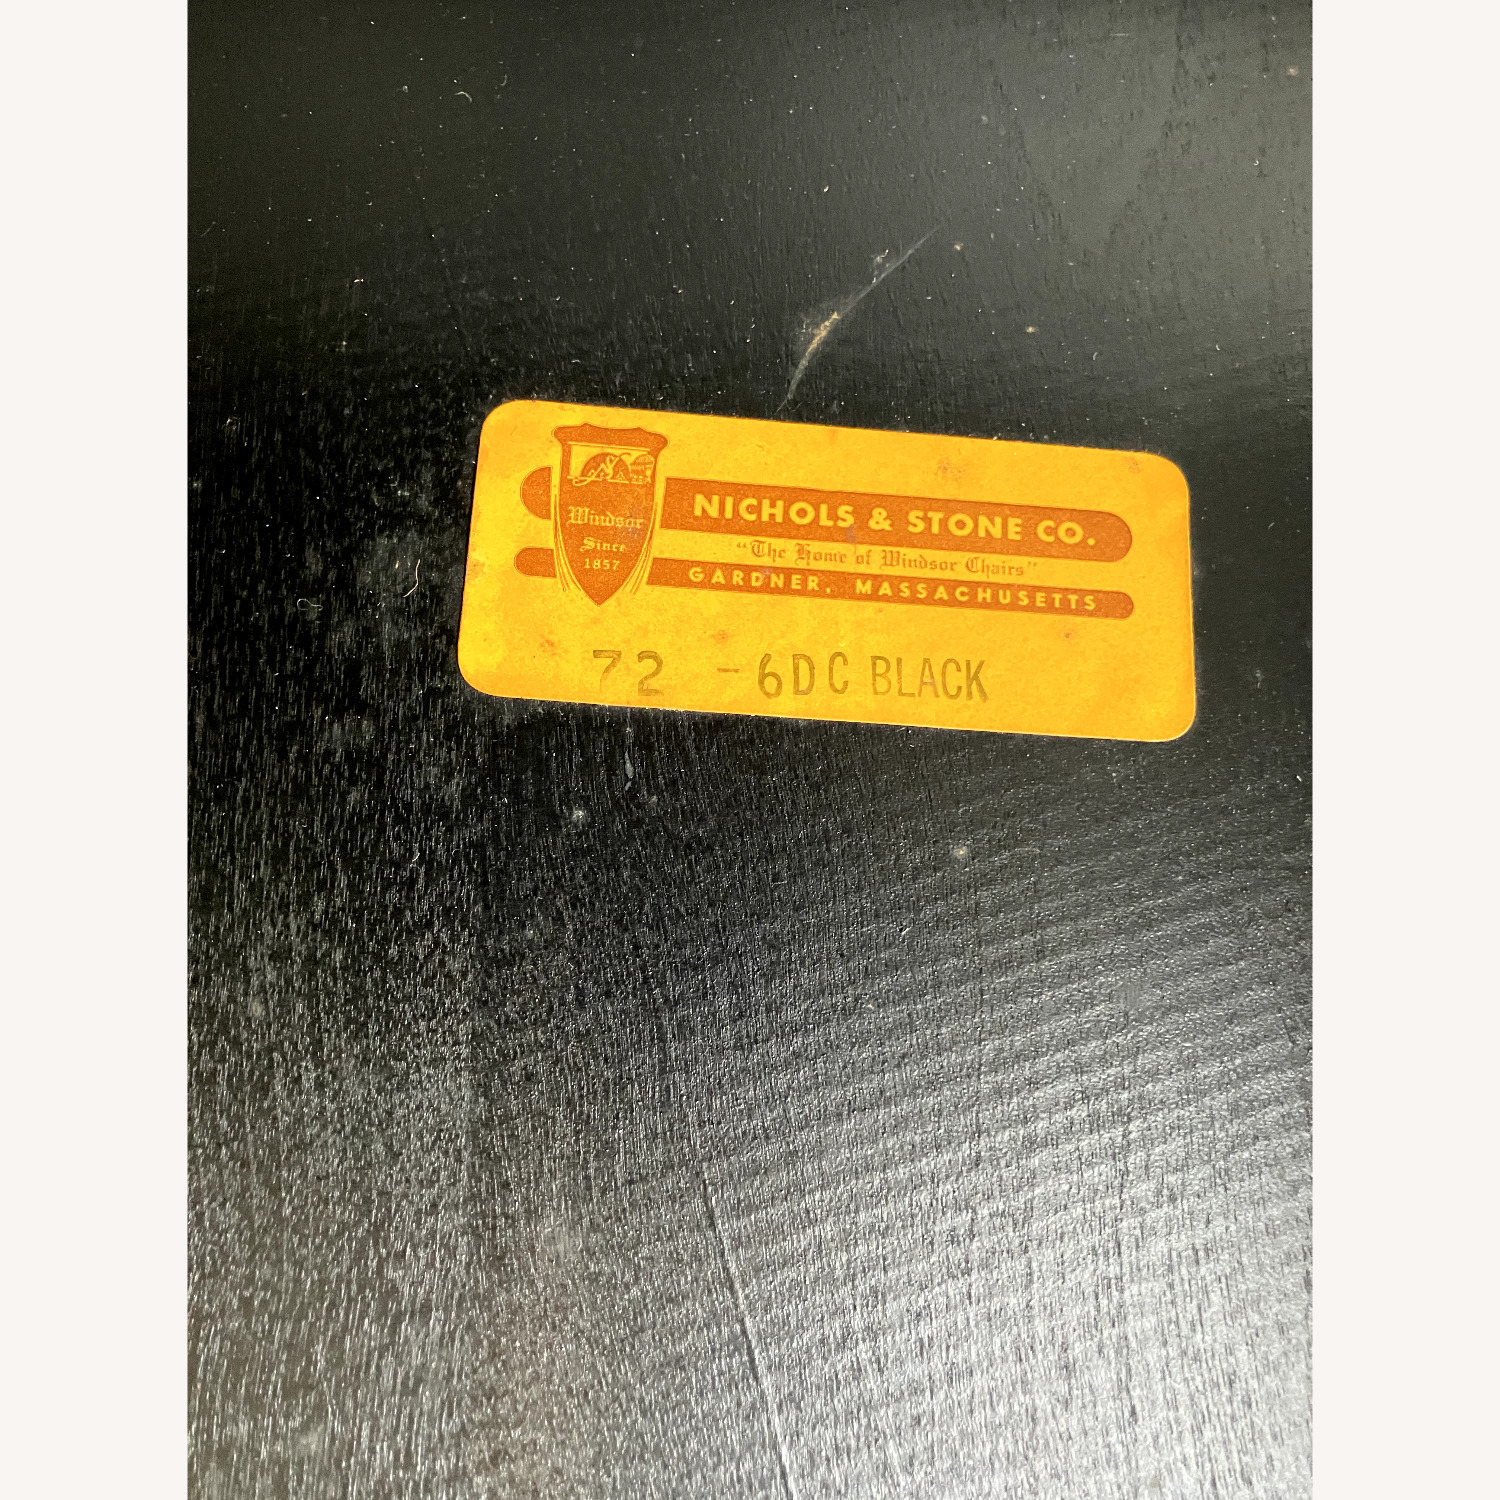 Windsor
Since
1857
NICHOLS & STONE CO.
"The Home of Windsor Chairs"
GARDNER, MASSACHUSETTS
72 - 6DC BLACK